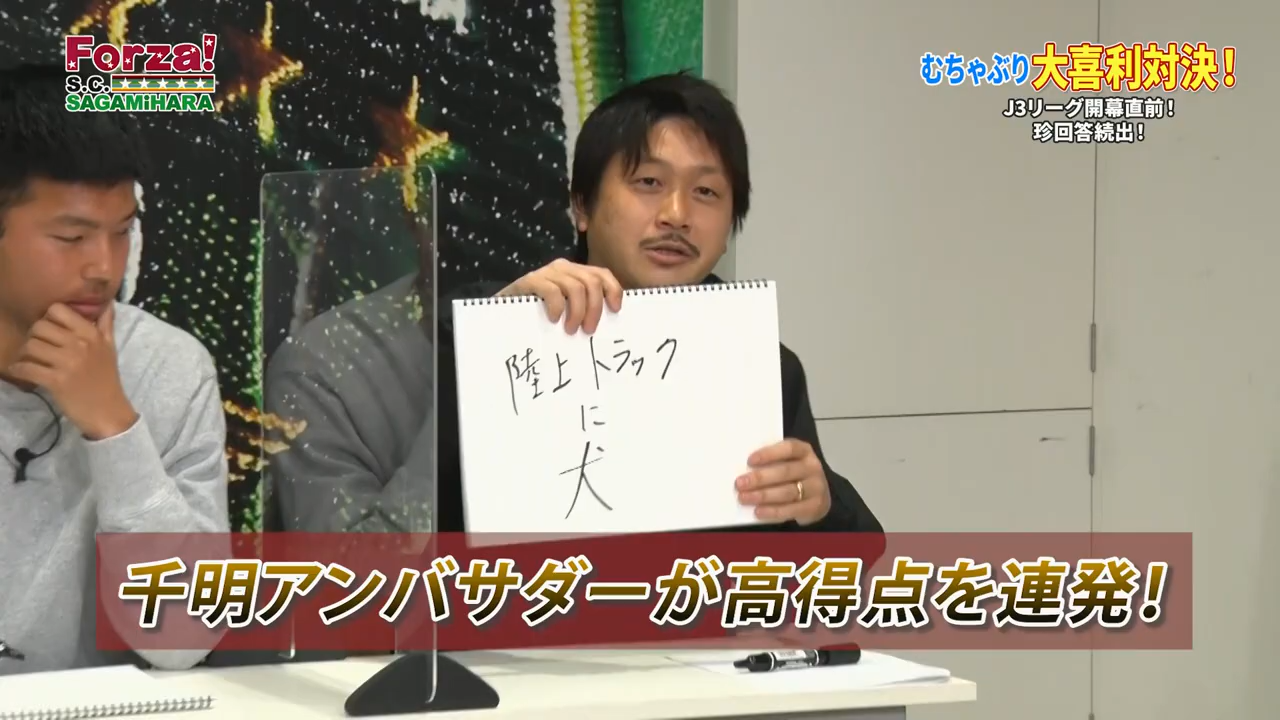 Forza!
S.C.
SAGAMiHARA
むちゃぶり大喜利対決！
J3リーグ開幕直前！
珍回答続出！
陸上トラック
に
犬
千明アンバサダーが高得点を連発！